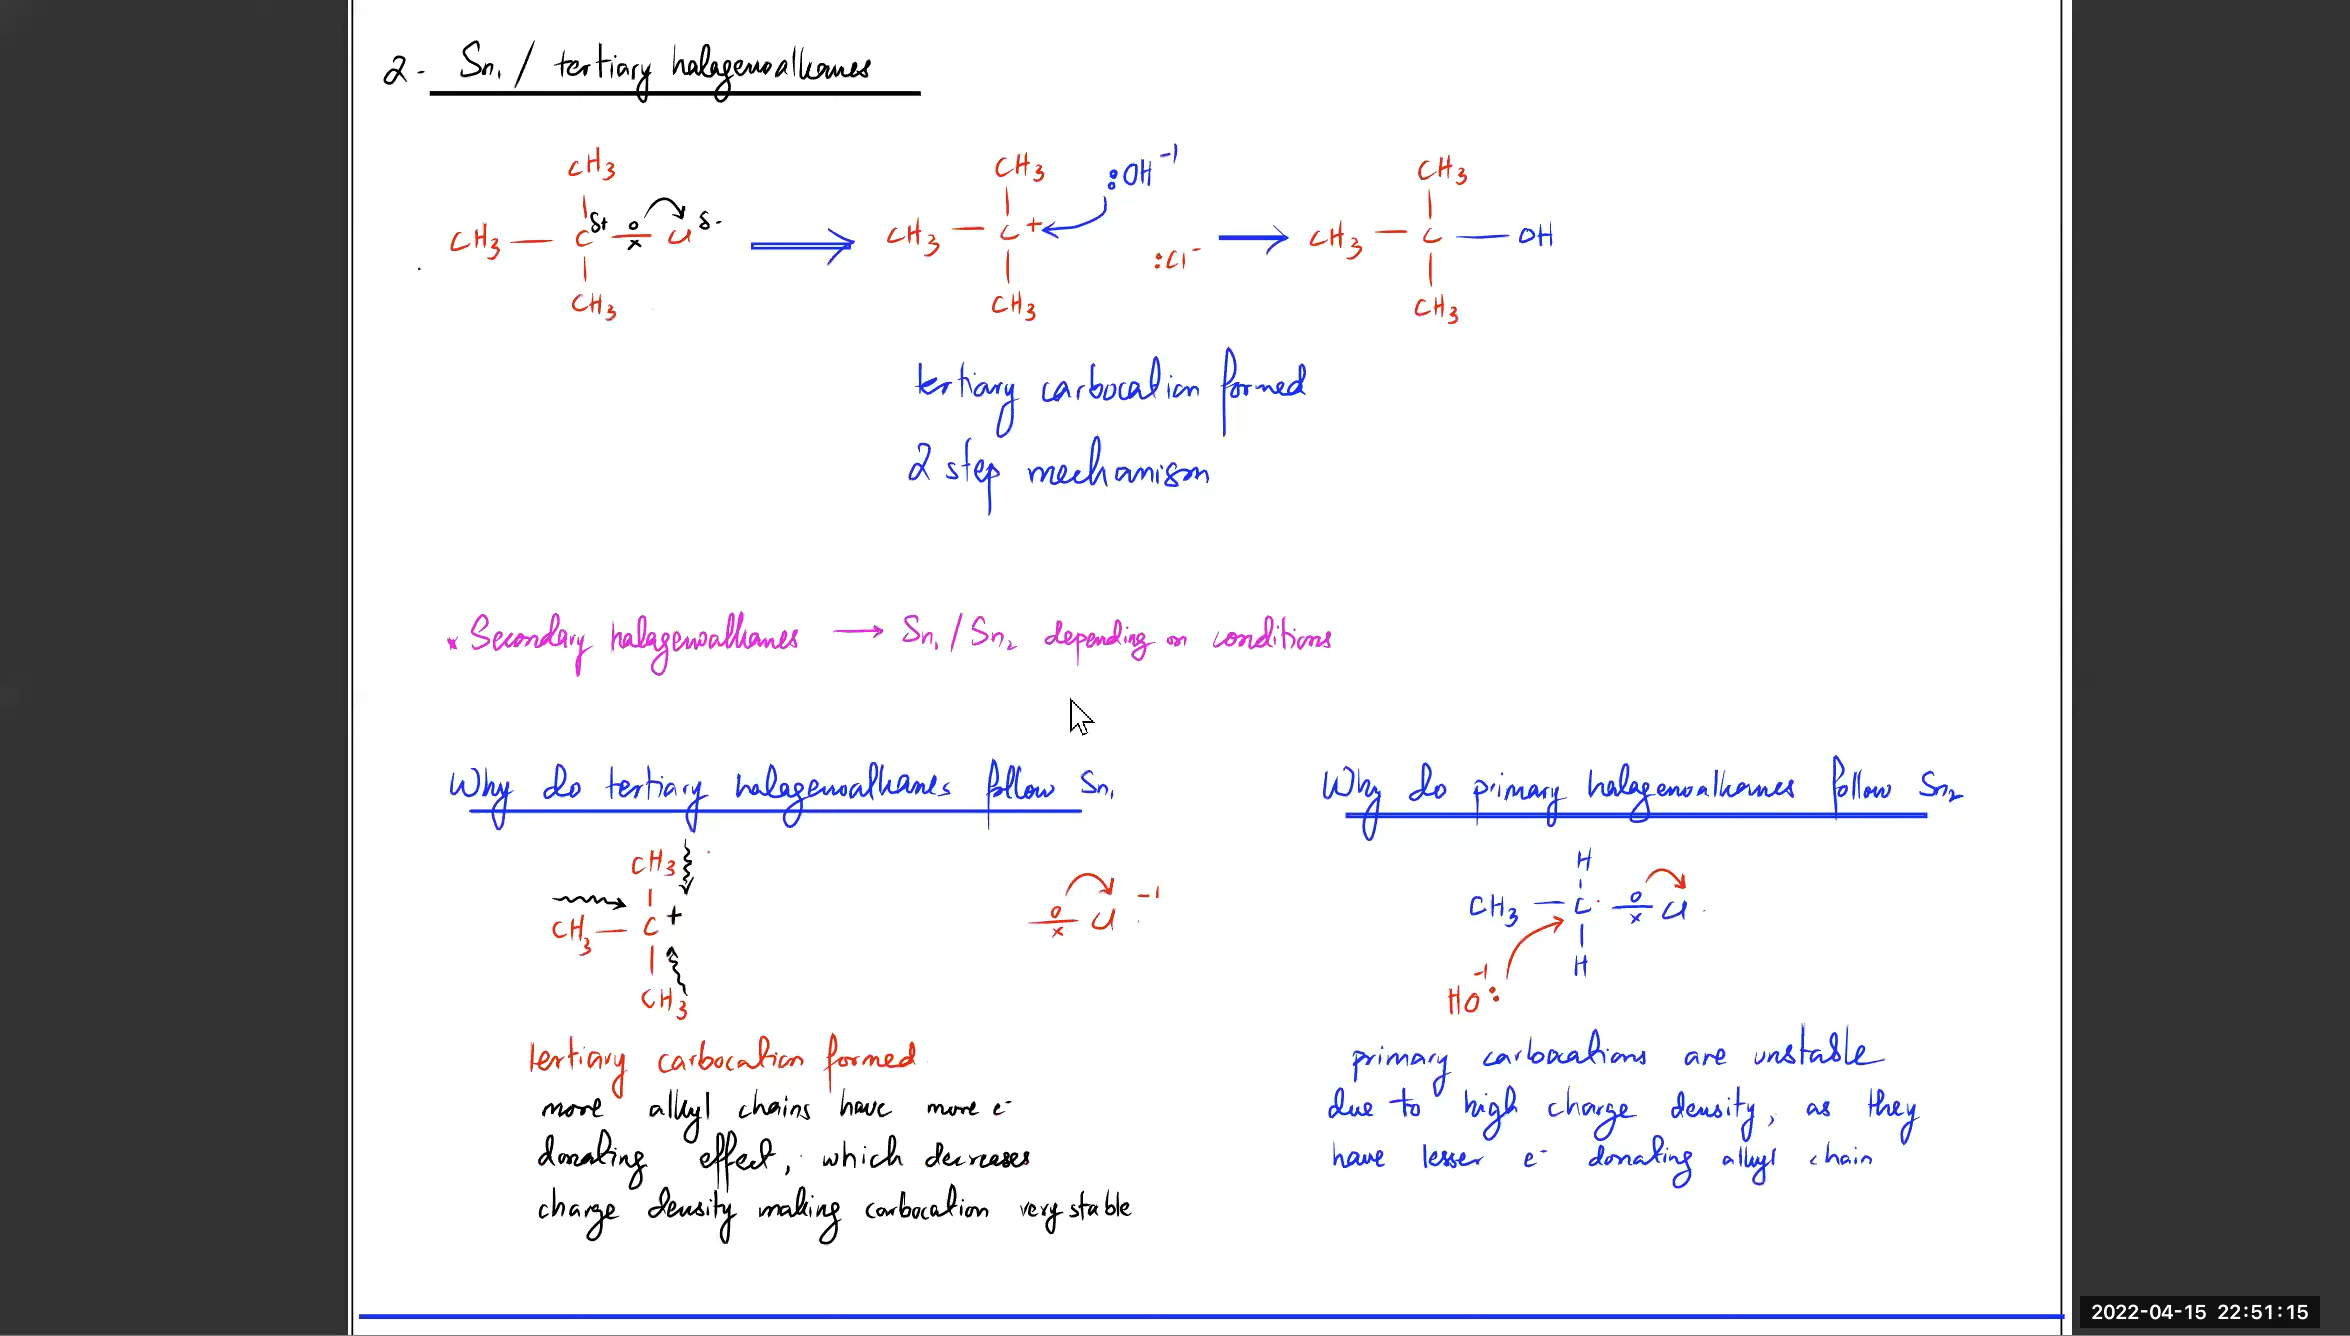 2- Sn₁ / tertiary halogenoalkanes
CH₃
CH₃ — C δ+ — Cl δ-
CH₃
CH₃
CH₃ — C +
CH₃
:OH⁻¹
:Cl⁻
CH₃
CH₃ — C — OH
CH₃
tertiary carbocation formed
2 step mechanism
* Secondary halogenoalkanes → Sn₁ / Sn₂ depending on conditions
Why do tertiary halogenoalkanes follow Sn₁
CH₃
CH₃ — C +
CH₃
Cl -1
tertiary carbocation formed
more alkyl chains have more e-
donating effect, which decreases
charge density making carbocation very stable
Why do primary halogenoalkanes follow Sn₂
H
CH₃ — C — Cl
H
HO:⁻¹
primary carbocations are unstable
due to high charge density, as they
have lesser e- donating alkyl chain
2022-04-15 22:51:15